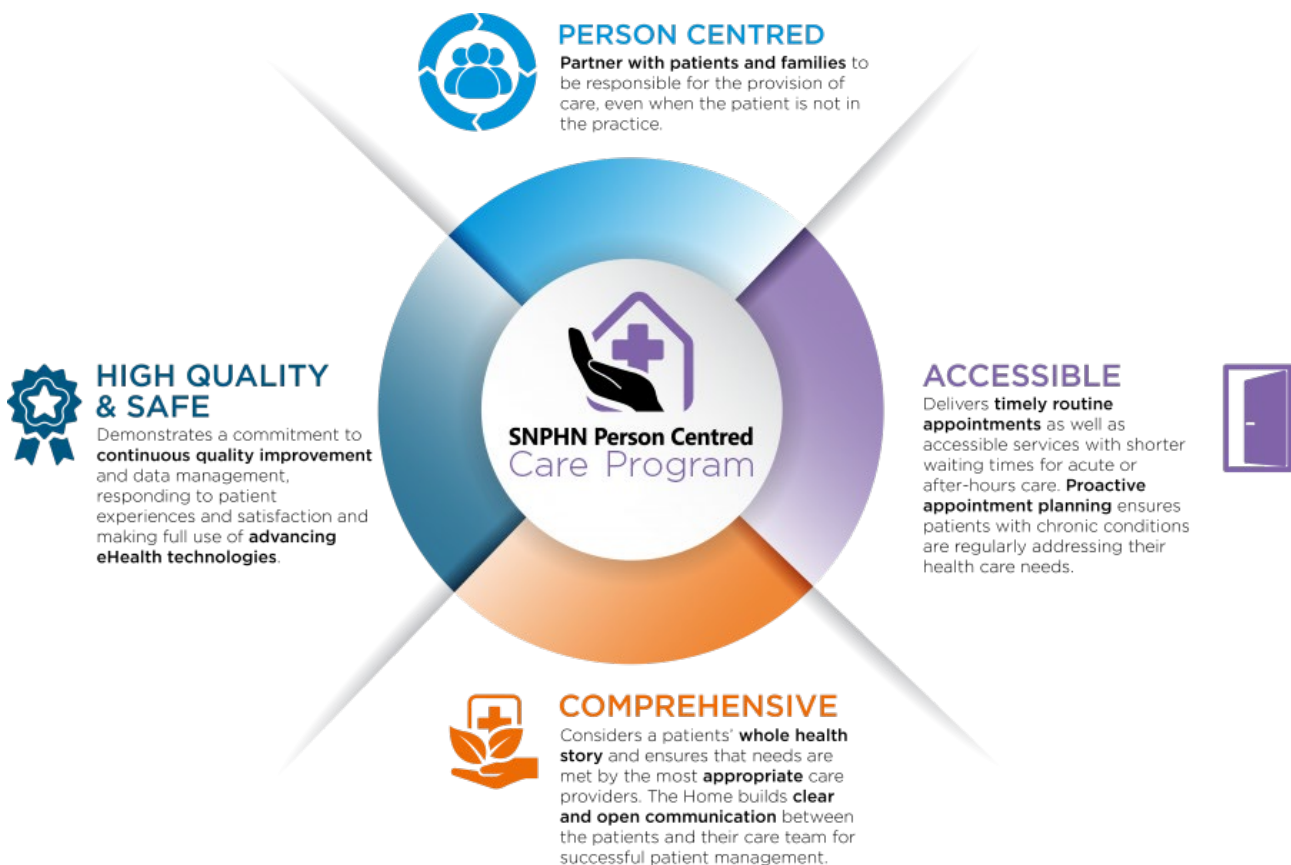 PERSON CENTRED
Partner with patients and families to
be responsible for the provision of
care, even when the patient is not in
the practice.
HIGH QUALITY
& SAFE
Demonstrates a commitment to
continuous quality improvement
and data management,
responding to patient
experiences and satisfaction and
making full use of advancing
eHealth technologies.
SNPHN Person Centred
Care Program
ACCESSIBLE
Delivers timely routine
appointments as well as
accessible services with shorter
waiting times for acute or
after-hours care. Proactive
appointment planning ensures
patients with chronic conditions
are regularly addressing their
health care needs.
COMPREHENSIVE
Considers a patients' whole health
story and ensures that needs are
met by the most appropriate care
providers. The Home builds clear
and open communication between
the patients and their care team for
successful patient management.